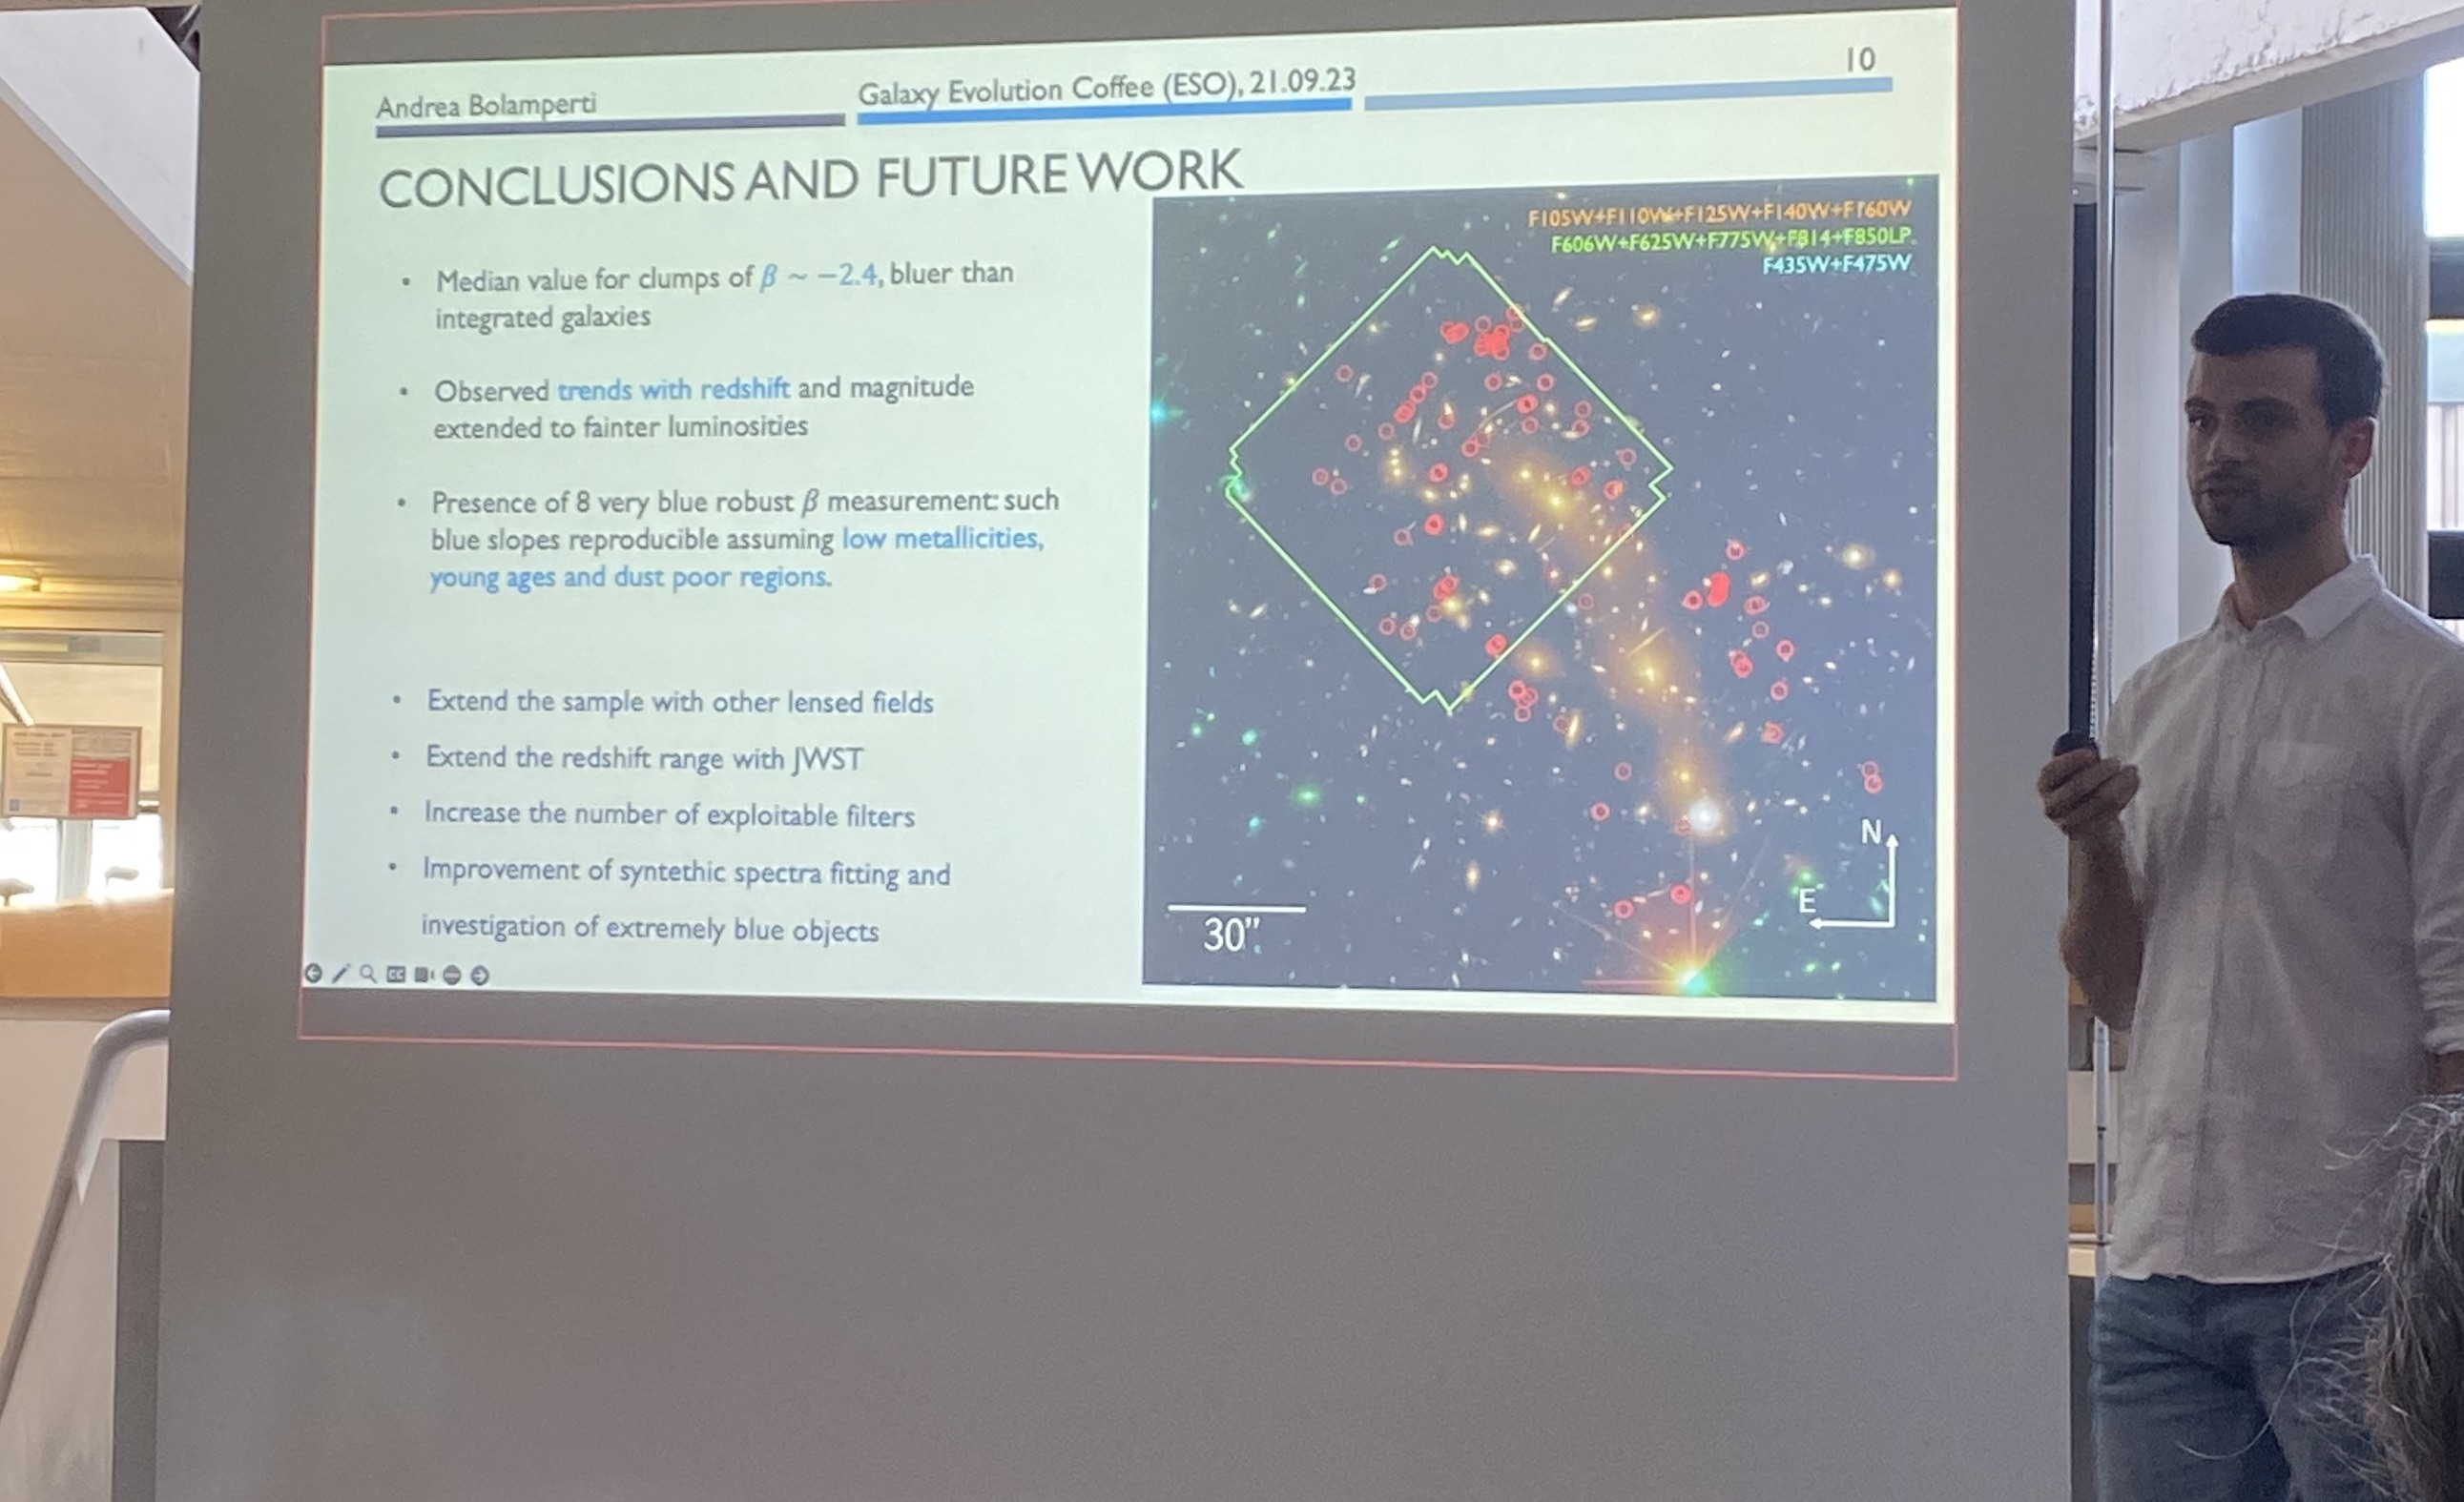 Andrea Bolamperti
Galaxy Evolution Coffee (ESO), 21.09.23
10
CONCLUSIONS AND FUTURE WORK
• Median value for clumps of β ~ −2.4, bluer than
integrated galaxies
• Observed trends with redshift and magnitude
extended to fainter luminosities
• Presence of 8 very blue robust β measurement: such
blue slopes reproducible assuming low metallicities,
young ages and dust poor regions.
• Extend the sample with other lensed fields
• Extend the redshift range with JWST
• Increase the number of exploitable filters
• Improvement of syntethic spectra fitting and
investigation of extremely blue objects
F105W+F110W+F125W+F140W+F160W
F606W+F625W+F775W+F814+F850LP
F435W+F475W
N
E
30"
CC